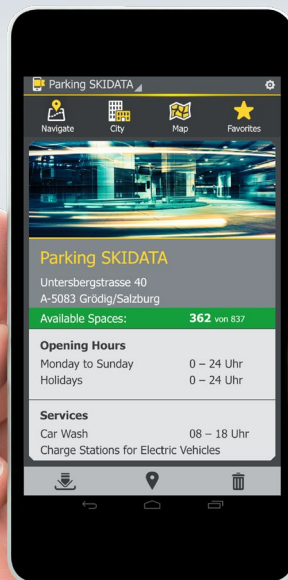 Parking SKIDATA
Navigate City Map Favorites
Parking SKIDATA
Untersbergstrasse 40
A-5083 Grödig/Salzburg
Available Spaces: 362 von 837
Opening Hours
Monday to Sunday 0 – 24 Uhr
Holidays 0 – 24 Uhr
Services
Car Wash 08 – 18 Uhr
Charge Stations for Electric Vehicles